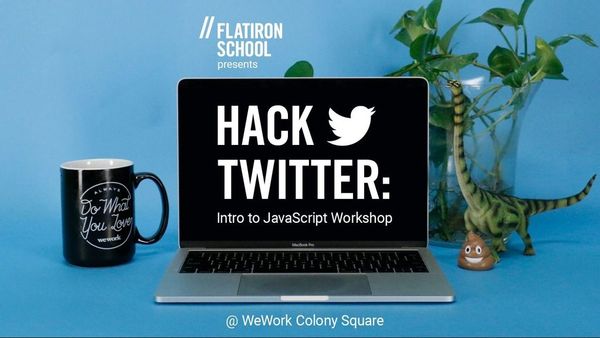 // FLATIRON
SCHOOL
presents
HACK
TWITTER:
Intro to JavaScript Workshop
MacBook Pro
ALWAYS
Do What
You Love
wework
@ WeWork Colony Square